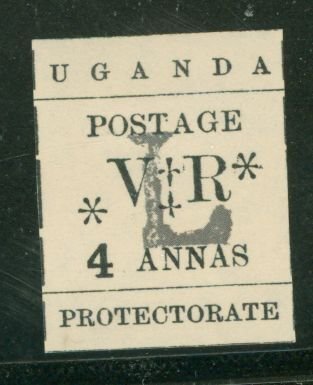 UGANDA
POSTAGE
* V‡R *
L
4 ANNAS
PROTECTORATE